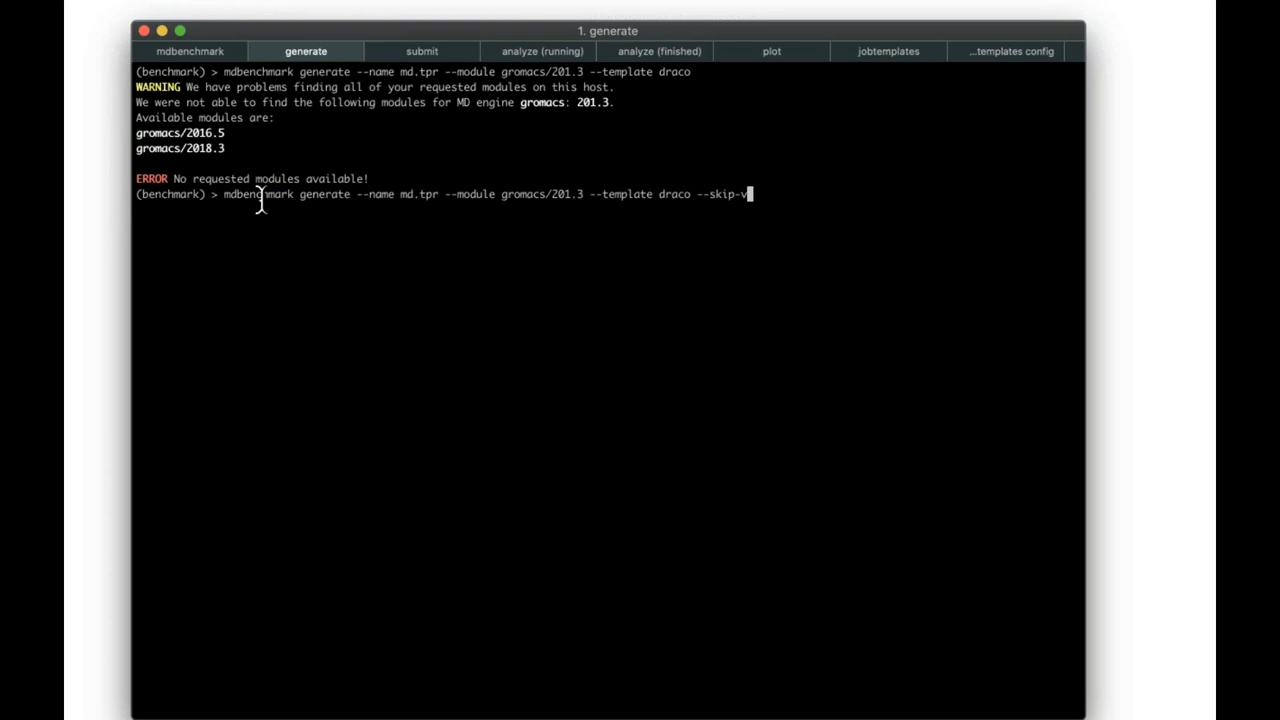 1. generate
mdbenchmark generate submit analyze (running) analyze (finished) plot jobtemplates ...templates config
(benchmark) > mdbenchmark generate --name md.tpr --module gromacs/201.3 --template draco
WARNING We have problems finding all of your requested modules on this host.
We were not able to find the following modules for MD engine gromacs: 201.3.
Available modules are:
gromacs/2016.5
gromacs/2018.3
ERROR No requested modules available!
(benchmark) > mdbenchmark generate --name md.tpr --module gromacs/201.3 --template draco --skip-v